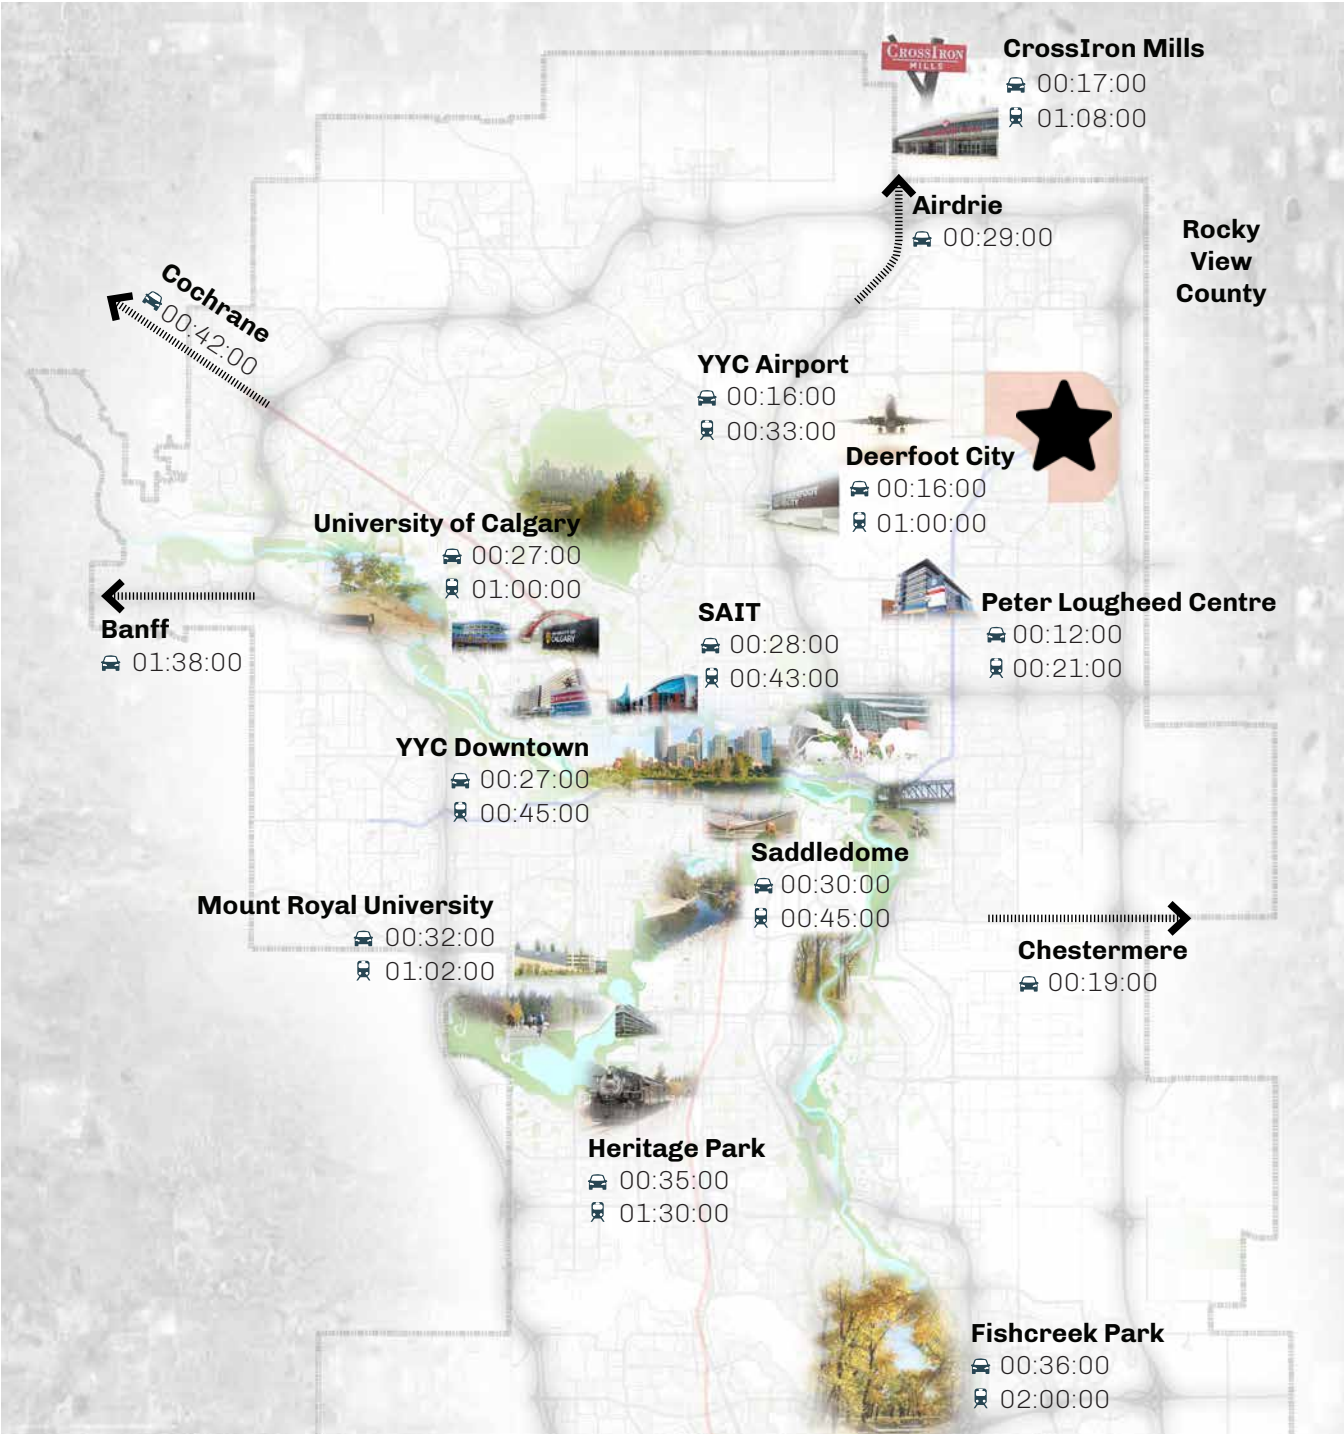 CROSSIRON
MILLS
CrossIron Mills
00:17:00
01:08:00
Airdrie
00:29:00
Rocky
View
County
Cochrane
00:42:00
YYC Airport
00:16:00
00:33:00
Deerfoot City
00:16:00
01:00:00
University of Calgary
00:27:00
01:00:00
Banff
01:38:00
SAIT
00:28:00
00:43:00
Peter Lougheed Centre
00:12:00
00:21:00
YYC Downtown
00:27:00
00:45:00
Saddledome
00:30:00
00:45:00
Mount Royal University
00:32:00
01:02:00
Chestermere
00:19:00
Heritage Park
00:35:00
01:30:00
Fishcreek Park
00:36:00
02:00:00